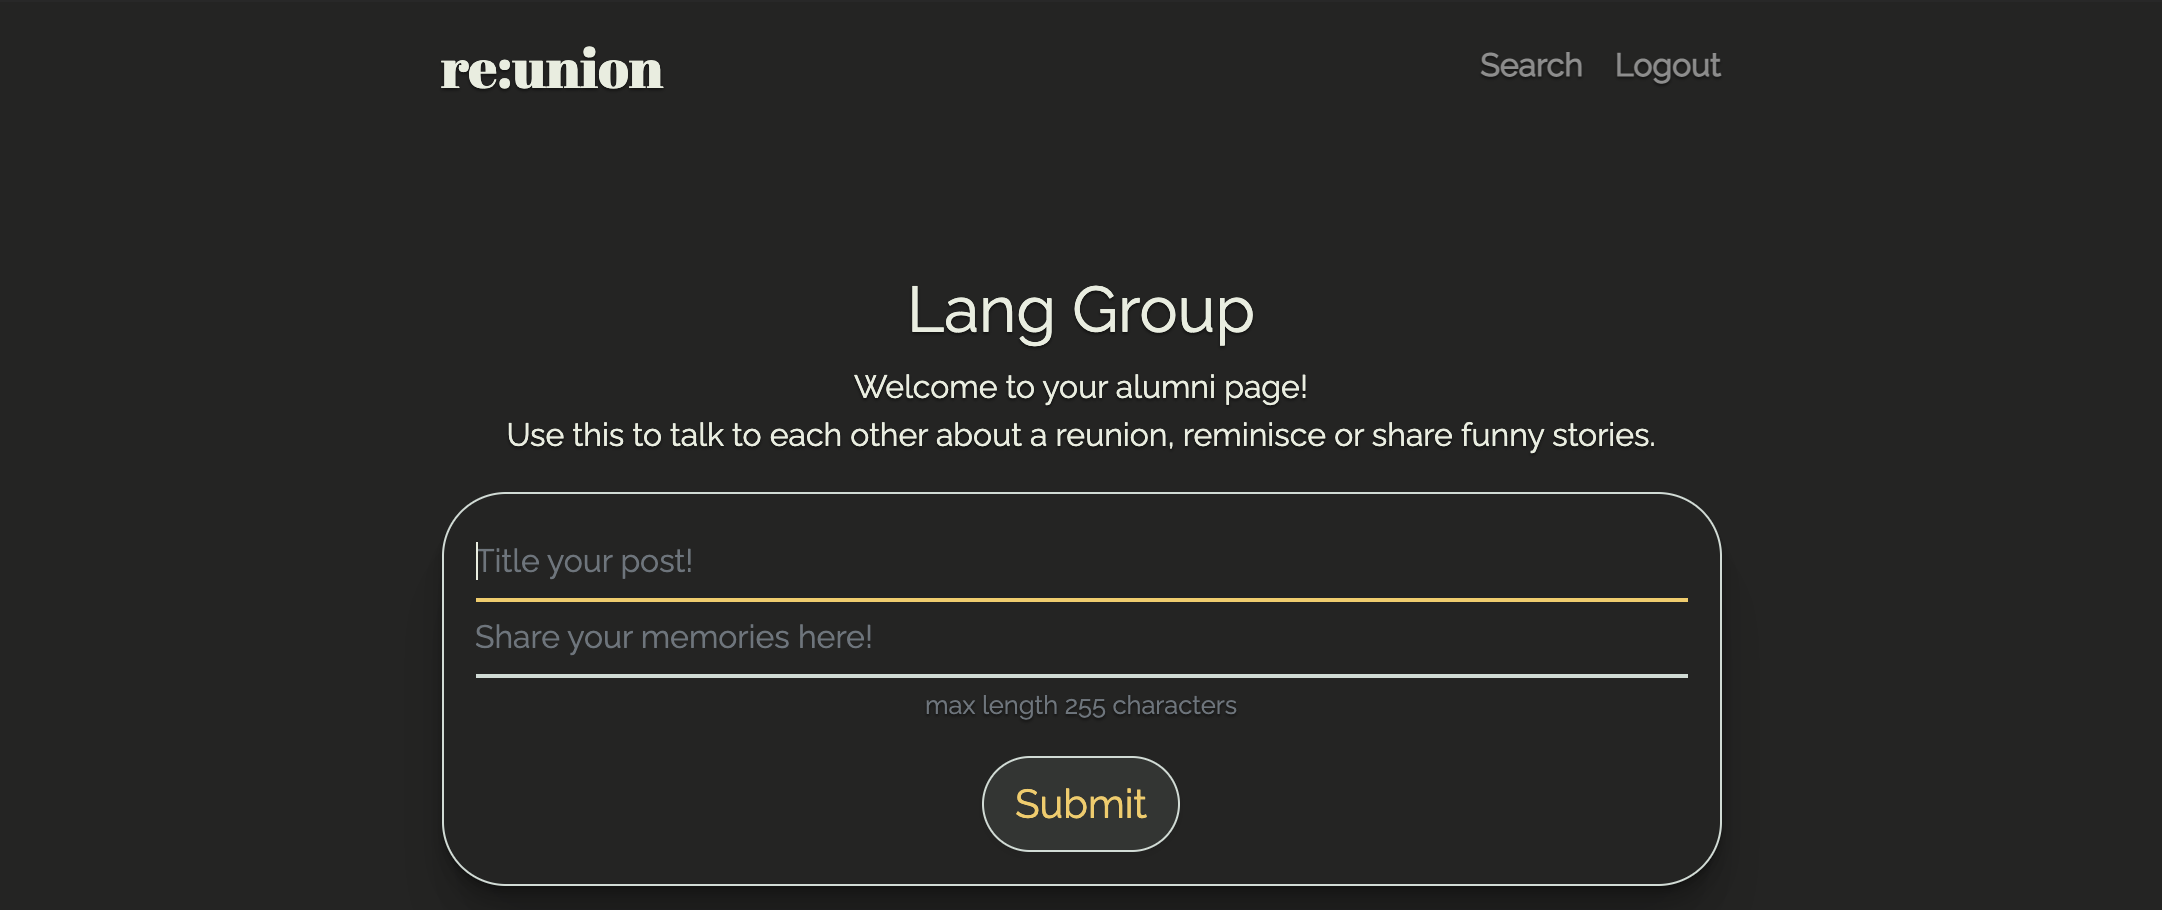 re:union
Search Logout
Lang Group
Welcome to your alumni page!
Use this to talk to each other about a reunion, reminisce or share funny stories.
Title your post!
Share your memories here!
max length 255 characters
Submit